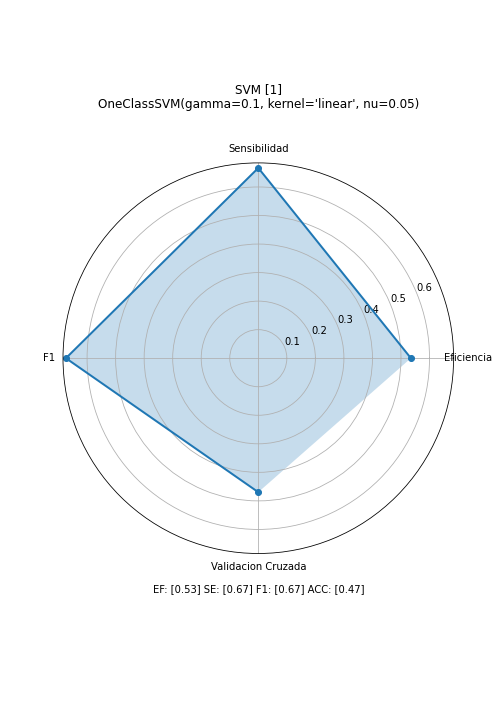 SVM [1]
OneClassSVM(gamma=0.1, kernel='linear', nu=0.05)
Sensibilidad
0.6
0.5
0.4
0.3
0.2
0.1
F1
Eficiencia
Validacion Cruzada
EF: [0.53] SE: [0.67] F1: [0.67] ACC: [0.47]